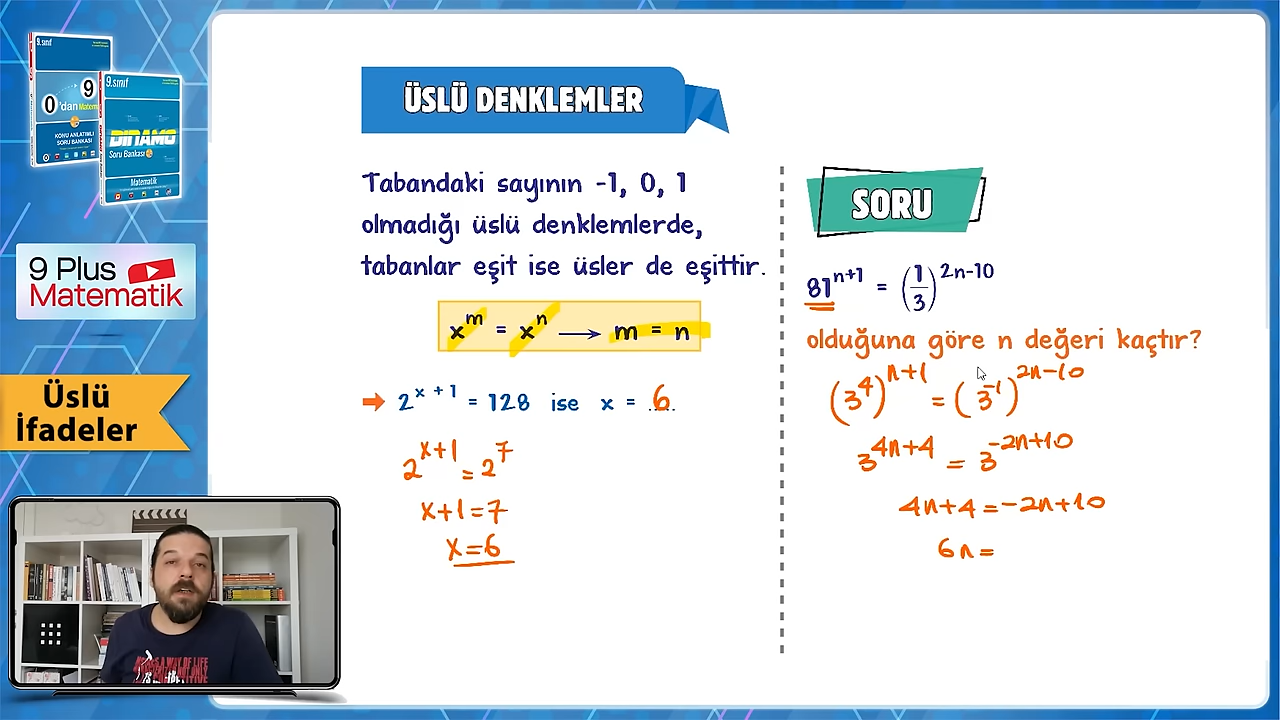 9.sınıf
0'dan 9
Matematik
KONU ANLATIMLI
SORU BANKASI
9.sınıf
DİNAMO
Soru Bankası
Matematik
9 Plus
Matematik
Üslü
İfadeler
ÜSLÜ DENKLEMLER
Tabandaki sayının -1, 0, 1
olmadığı üslü denklemlerde,
tabanlar eşit ise üsler de eşittir.
x^m = x^n → m = n
➡ 2^(x + 1) = 128 ise x = 6
2^(x+1) = 2^7
x+1=7
x=6
SORU
81^(n+1) = (1/3)^(2n-10)
olduğuna göre n değeri kaçtır?
(3^4)^(n+1) = (3^-1)^(2n-10)
3^(4n+4) = 3^(-2n+10)
4n+4=-2n+10
6n=